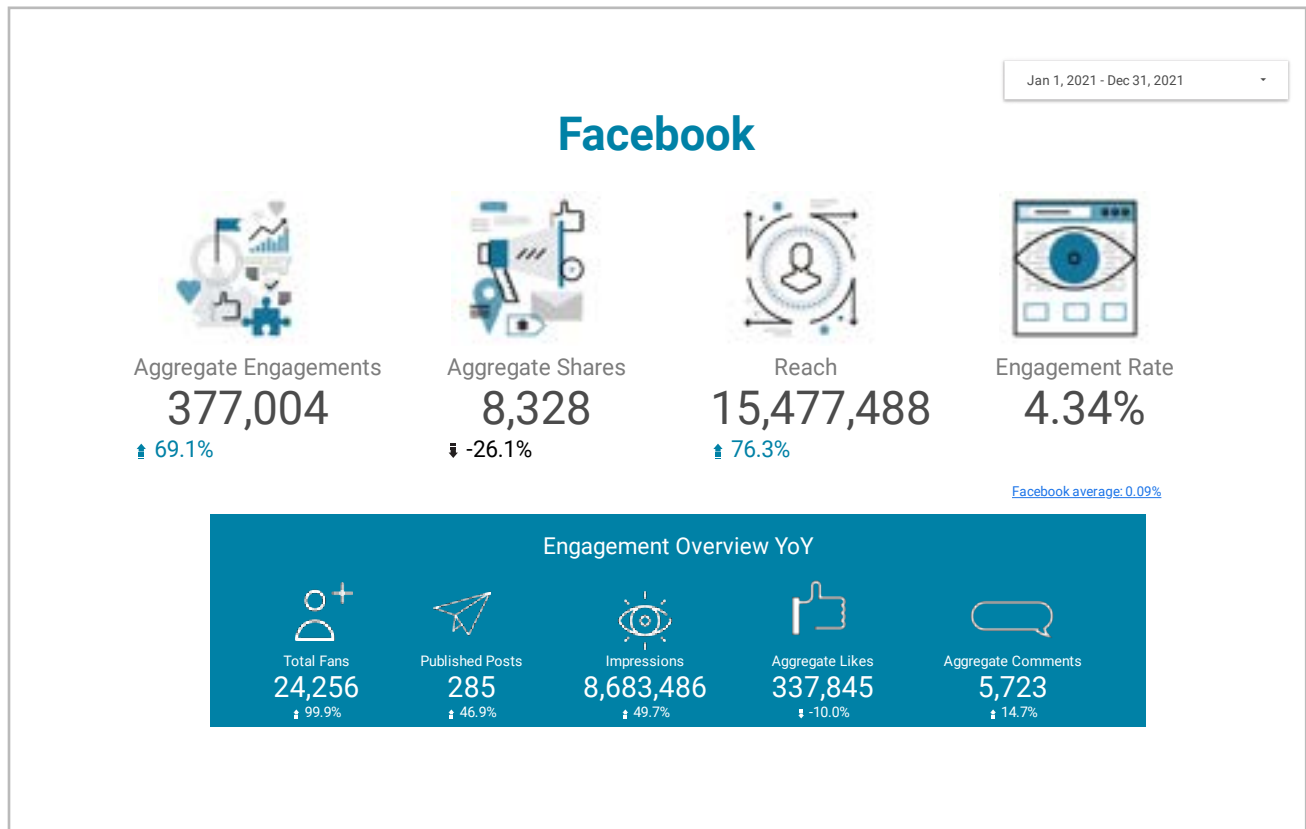 Jan 1, 2021 - Dec 31, 2021
Facebook
Aggregate Engagements
377,004
69.1%
Aggregate Shares
8,328
-26.1%
Reach
15,477,488
76.3%
Engagement Rate
4.34%
Facebook average: 0.09%
Engagement Overview YoY
Total Fans
24,256
99.9%
Published Posts
285
46.9%
Impressions
8,683,486
49.7%
Aggregate Likes
337,845
-10.0%
Aggregate Comments
5,723
14.7%